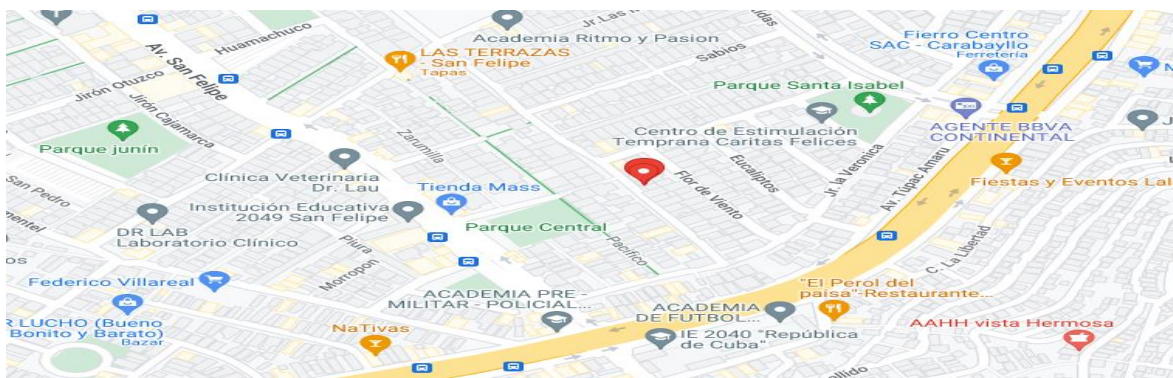 Academia Ritmo y Pasion
Huamachuco
Av. San Felipe
LAS TERRAZAS
- San Felipe
Tapas
Sabios
Fierro Centro
SAC - Carabayllo
Ferretería
Jirón Otuzco
Jirón Cajamarca
Parque Santa Isabel
Parque junín
Zarumilla
Centro de Estimulación
Temprana Caritas Felices
AGENTE BBVA
CONTINENTAL
Clínica Veterinaria
Dr. Lau
Tienda Mass
Eucaliptos
Flor de Viento
Jr. la Veronica
Av. Túpac Amaru
Fiestas y Eventos Lal
San Pedro
Institución Educativa
2049 San Felipe
Parque Central
Pacífico
DR LAB
Laboratorio Clínico
Piura
Morropon
C. La Libertad
Federico Villareal
ACADEMIA PRE -
MILITAR - POLICIAL...
ACADEMIA
DE FUTBOL...
"El Perol del
paisa"-Restaurante...
R LUCHO (Bueno
Bonito y Barato)
Bazar
NaTivas
IE 2040 "República
de Cuba"
AAHH vista Hermosa